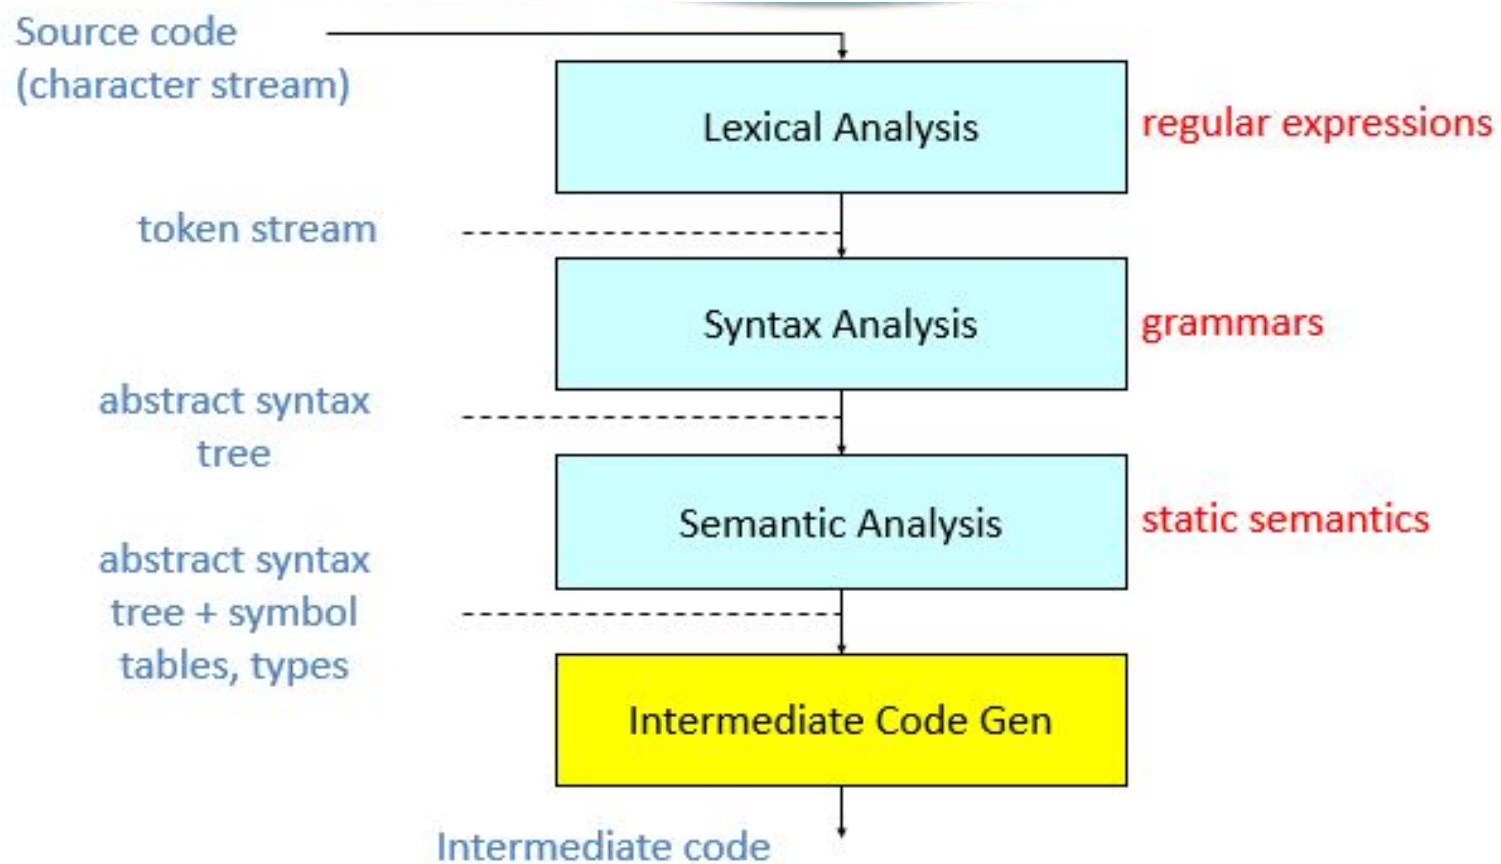 Source code
(character stream)
Lexical Analysis
regular expressions
token stream
Syntax Analysis
grammars
abstract syntax
tree
Semantic Analysis
static semantics
abstract syntax
tree + symbol
tables, types
Intermediate Code Gen
Intermediate code